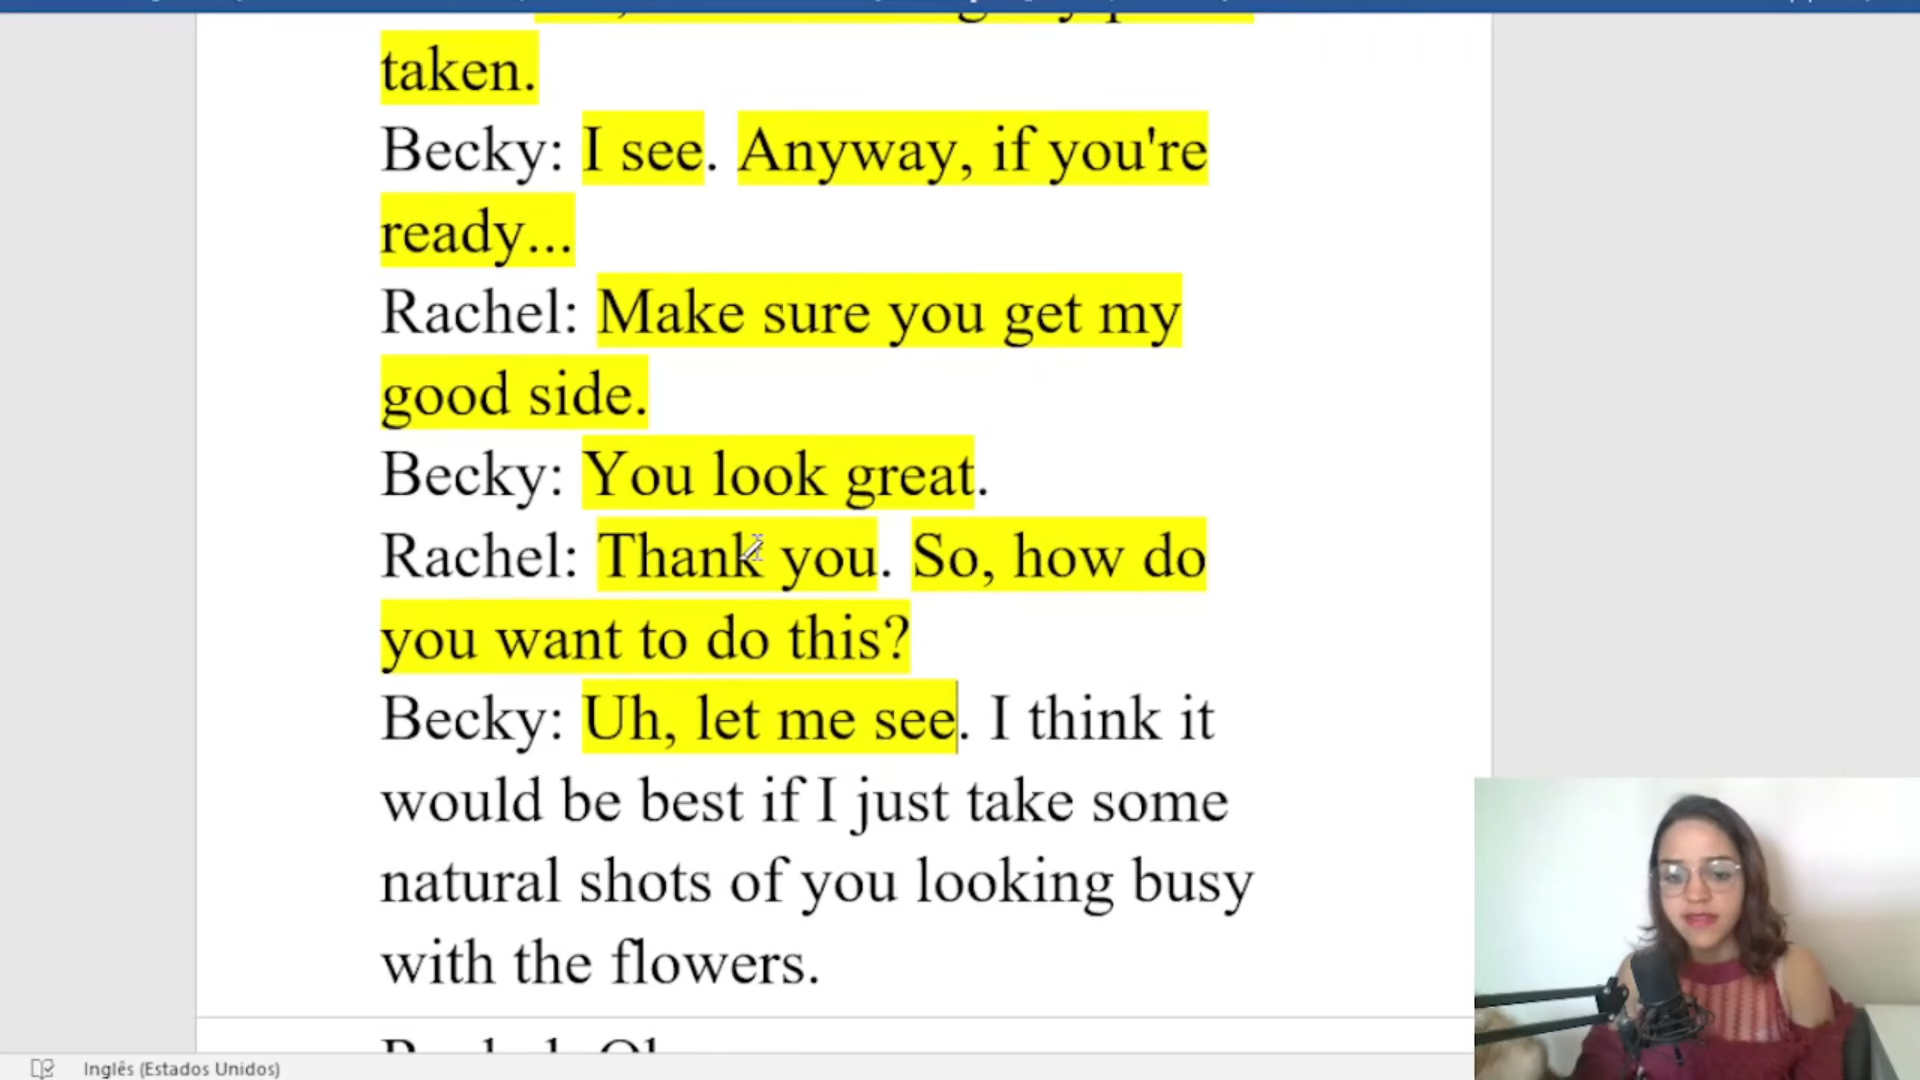 taken.
Becky: I see. Anyway, if you're
ready...
Rachel: Make sure you get my
good side.
Becky: You look great.
Rachel: Thank you. So, how do
you want to do this?
Becky: Uh, let me see. I think it
would be best if I just take some
natural shots of you looking busy
with the flowers.
Inglês (Estados Unidos)